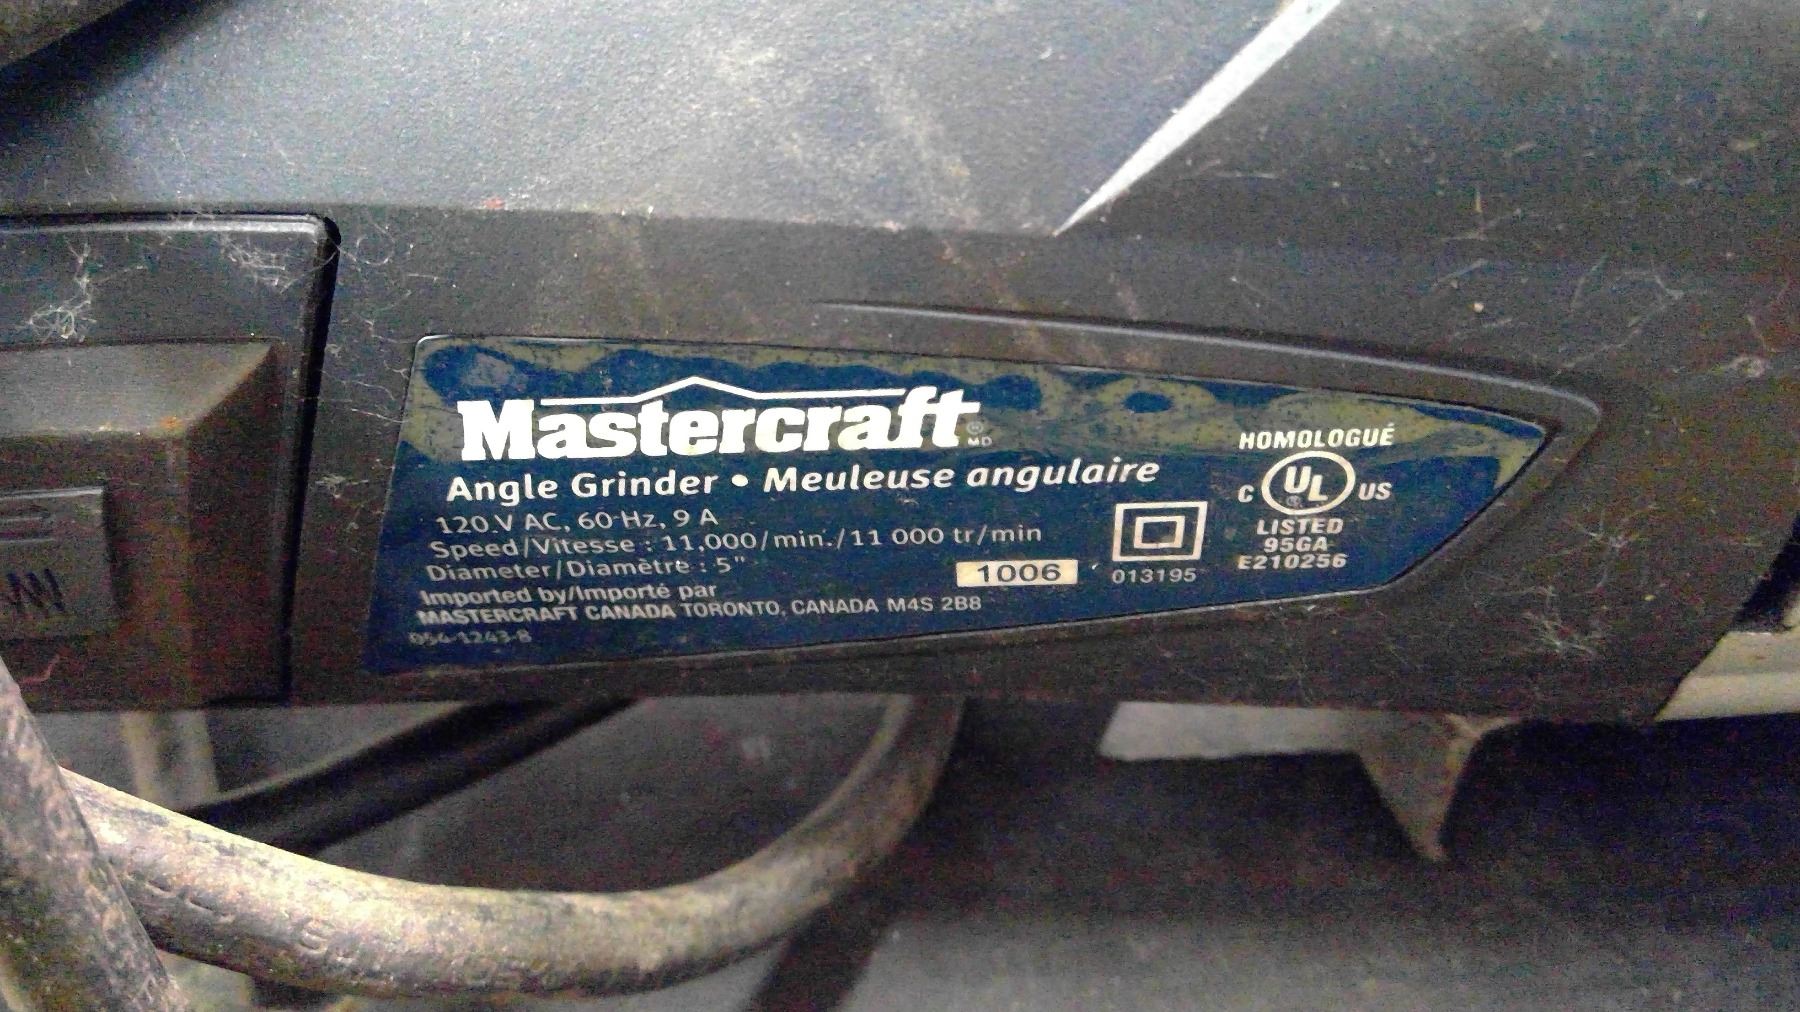 Mastercraft® MD
Angle Grinder • Meuleuse angulaire
120 V AC, 60 Hz, 9 A
Speed/Vitesse : 11,000/min./11 000 tr/min
Diameter/Diamètre : 5"
Imported by/Importé par
MASTERCRAFT CANADA TORONTO, CANADA M4S 2B8
054-1243-8
1006
013195
HOMOLOGUÉ
C UL® US
LISTED
95GA
E210256